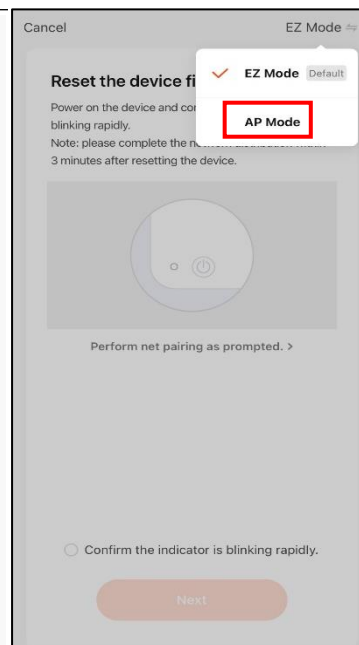 Cancel
EZ Mode
EZ Mode Default
AP Mode
Reset the device fi
Power on the device and con
blinking rapidly.
Note: please complete the
3 minutes after resetting the device.
Perform net pairing as prompted. >
Confirm the indicator is blinking rapidly.
Next